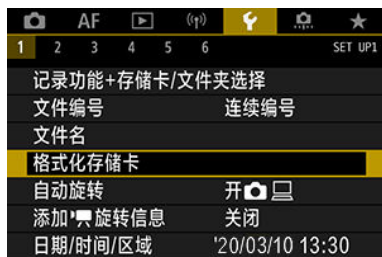 AF
1 2 3 4 5 6 SET UP1
记录功能+存储卡/文件夹选择
文件编号 连续编号
文件名
格式化存储卡
自动旋转 开
添加旋转信息 关闭
日期/时间/区域 '20/03/10 13:30